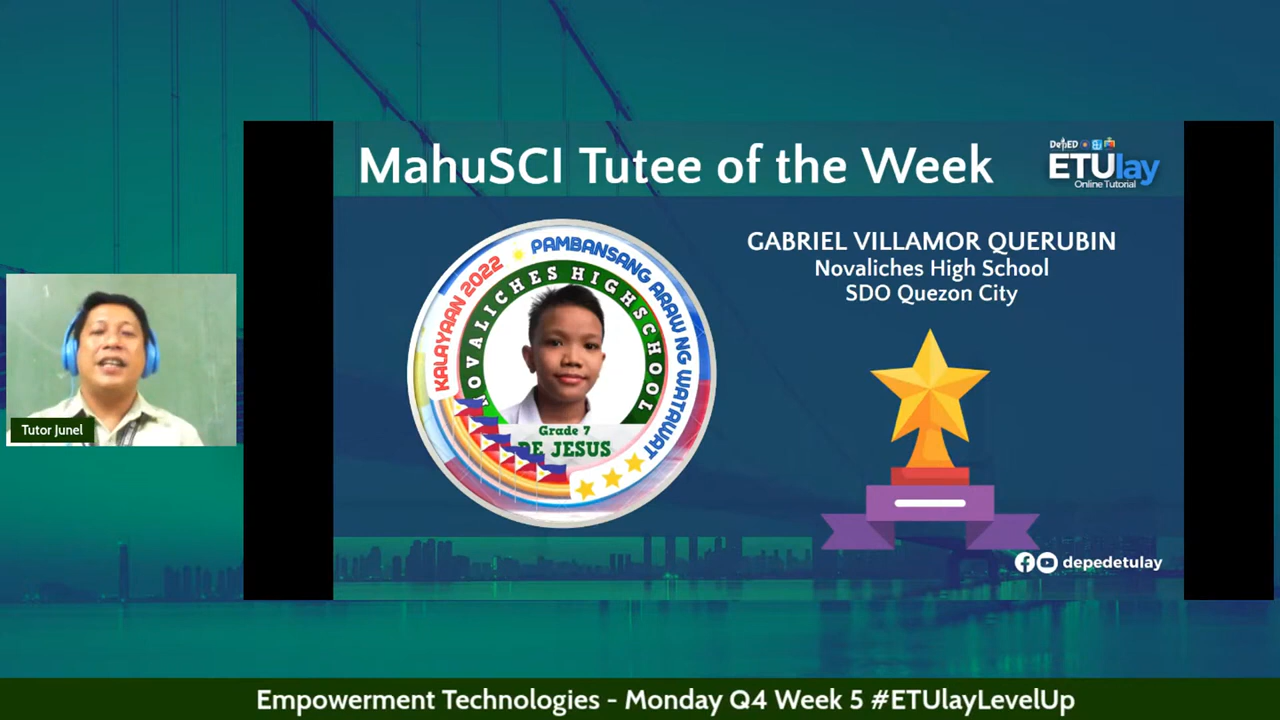 MahuSCI Tutee of the Week
DepED
ETUlay
Online Tutorial
GABRIEL VILLAMOR QUERUBIN
Novaliches High School
SDO Quezon City
KALAYAAN 2022
PAMBANSANG ARAW NG WATAWAT
NOVALICHES HIGH SCHOOL
Grade 7
DE JESUS
Tutor Junel
depedetulay
Empowerment Technologies - Monday Q4 Week 5 #ETUlayLevelUp